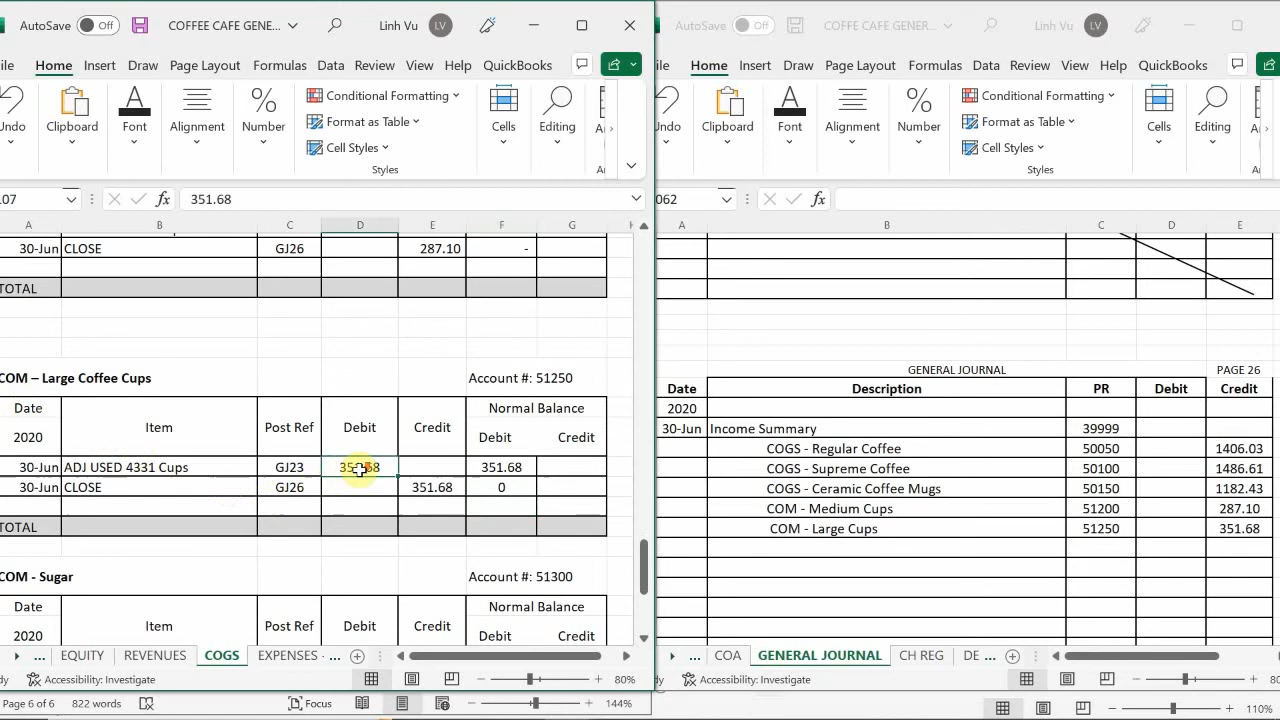 AutoSave Off COFFEE CAFE GENER... Linh Vu LV
ile Home Insert Draw Page Layout Formulas Data Review View Help QuickBooks
Undo Clipboard Font Alignment Number Conditional Formatting Format as Table Cell Styles Styles Cells Editing
.07 351.68
A B C D E F G
30-Jun CLOSE GJ26 287.10 -
TOTAL
COM – Large Coffee Cups Account #: 51250
Date 2020 Item Post Ref Debit Credit Normal Balance Debit Credit
30-Jun ADJ USED 4331 Cups GJ23 351.68 351.68
30-Jun CLOSE GJ26 351.68 0
TOTAL
COM - Sugar Account #: 51300
Date 2020 Item Post Ref Debit Credit Normal Balance Debit Credit
... EQUITY REVENUES COGS EXPENSES - ...
dy Accessibility: Investigate 80%
Page 6 of 6 822 words Focus 144%
AutoSave Off COFFE CAFE GENER... Linh Vu LV
ile Home Insert Draw Page Layout Formulas Data Review View Help QuickBooks
Undo Clipboard Font Alignment Number Conditional Formatting Format as Table Cell Styles Styles Cells Editing
062
A B C D E
GENERAL JOURNAL PAGE 26
Date Description PR Debit Credit
2020
30-Jun Income Summary 39999
COGS - Regular Coffee 50050 1406.03
COGS - Supreme Coffee 50100 1486.61
COGS - Ceramic Coffee Mugs 50150 1182.43
COM - Medium Cups 51200 287.10
COM - Large Cups 51250 351.68
... COA GENERAL JOURNAL CH REG DE ...
dy Accessibility: Investigate 80
110%